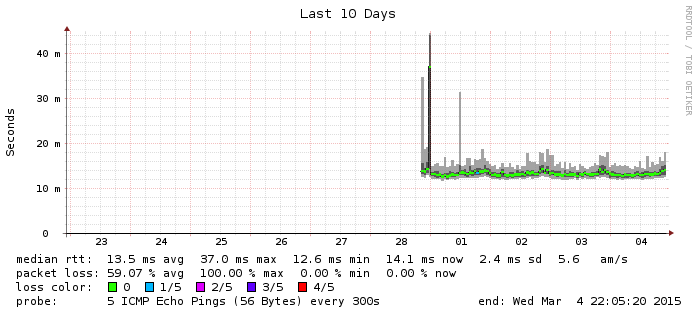 Last 10 Days
RRDTOOL / TOBI OETIKER
Seconds
40 m
30 m
20 m
10 m
0
23 24 25 26 27 28 01 02 03 04
median rtt: 13.5 ms avg 37.0 ms max 12.6 ms min 14.1 ms now 2.4 ms sd 5.6 am/s
packet loss: 59.07 % avg 100.00 % max 0.00 % min 0.00 % now
loss color: 0 1/5 2/5 3/5 4/5
probe: 5 ICMP Echo Pings (56 Bytes) every 300s end: Wed Mar 4 22:05:20 2015